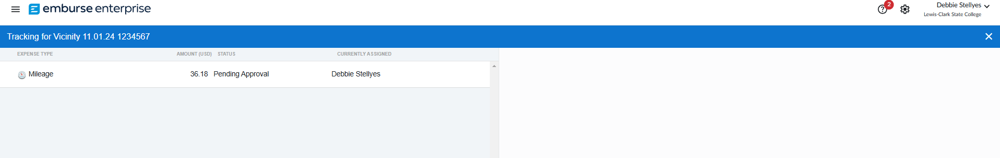 emburse enterprise
2
Debbie Stellyes
Lewis-Clark State College
Tracking for Vicinity 11.01.24 1234567
EXPENSE TYPE AMOUNT (USD) STATUS CURRENTLY ASSIGNED
Mileage 36.18 Pending Approval Debbie Stellyes